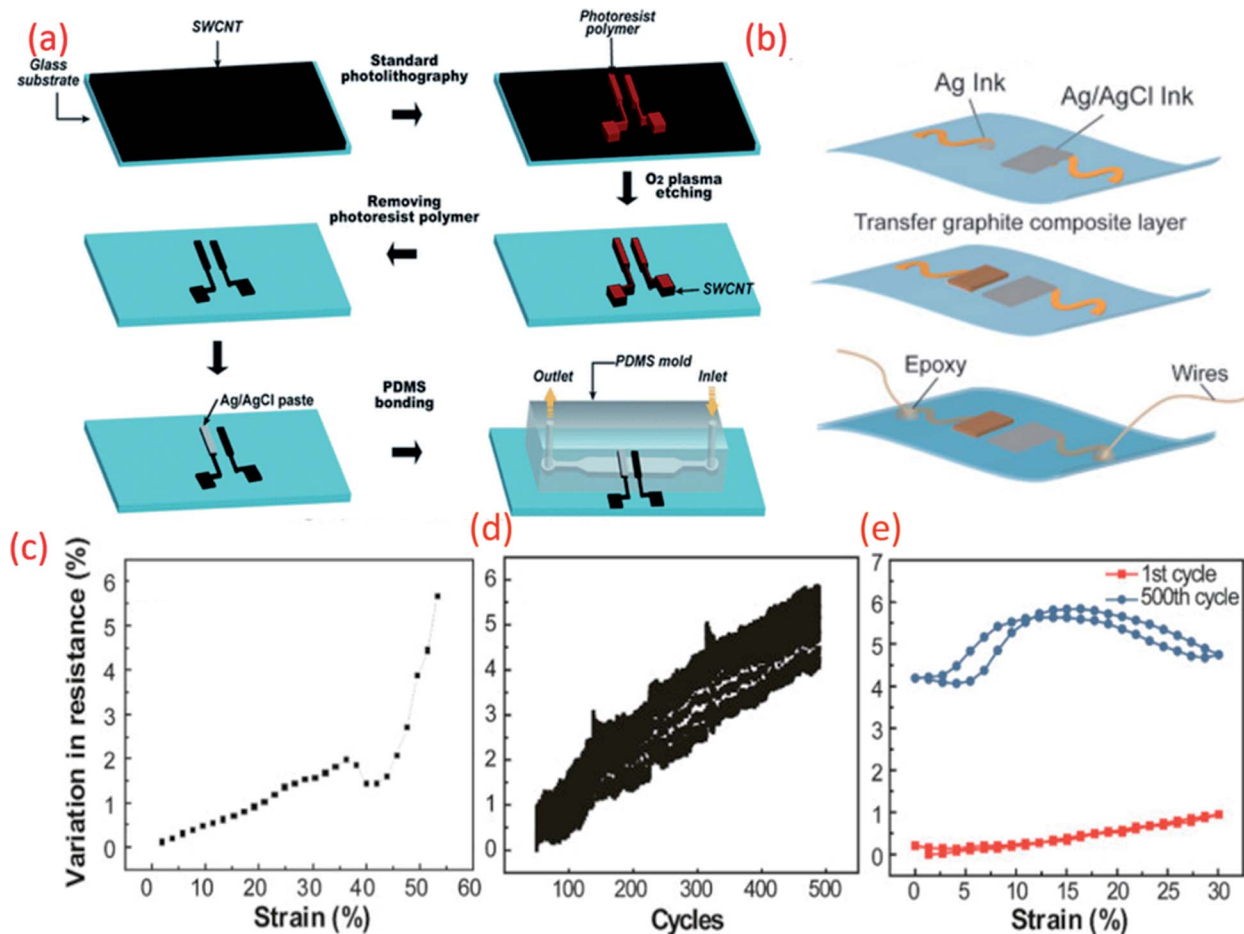 (a)
SWCNT
Glass
substrate
Standard
photolithography
Photoresist
polymer
O2 plasma
etching
Removing
photoresist polymer
SWCNT
Ag/AgCl paste
PDMS
bonding
PDMS mold
Outlet
Inlet
(b)
Ag Ink
Ag/AgCl Ink
Transfer graphite composite layer
Epoxy
Wires
(c)
Variation in resistance (%)
6
5
4
3
2
1
0
0 10 20 30 40 50 60
Strain (%)
(d)
6
5
4
3
2
1
0
100 200 300 400 500
Cycles
(e)
7
6
5
4
3
2
1
0
1st cycle
500th cycle
0 5 10 15 20 25 30
Strain (%)